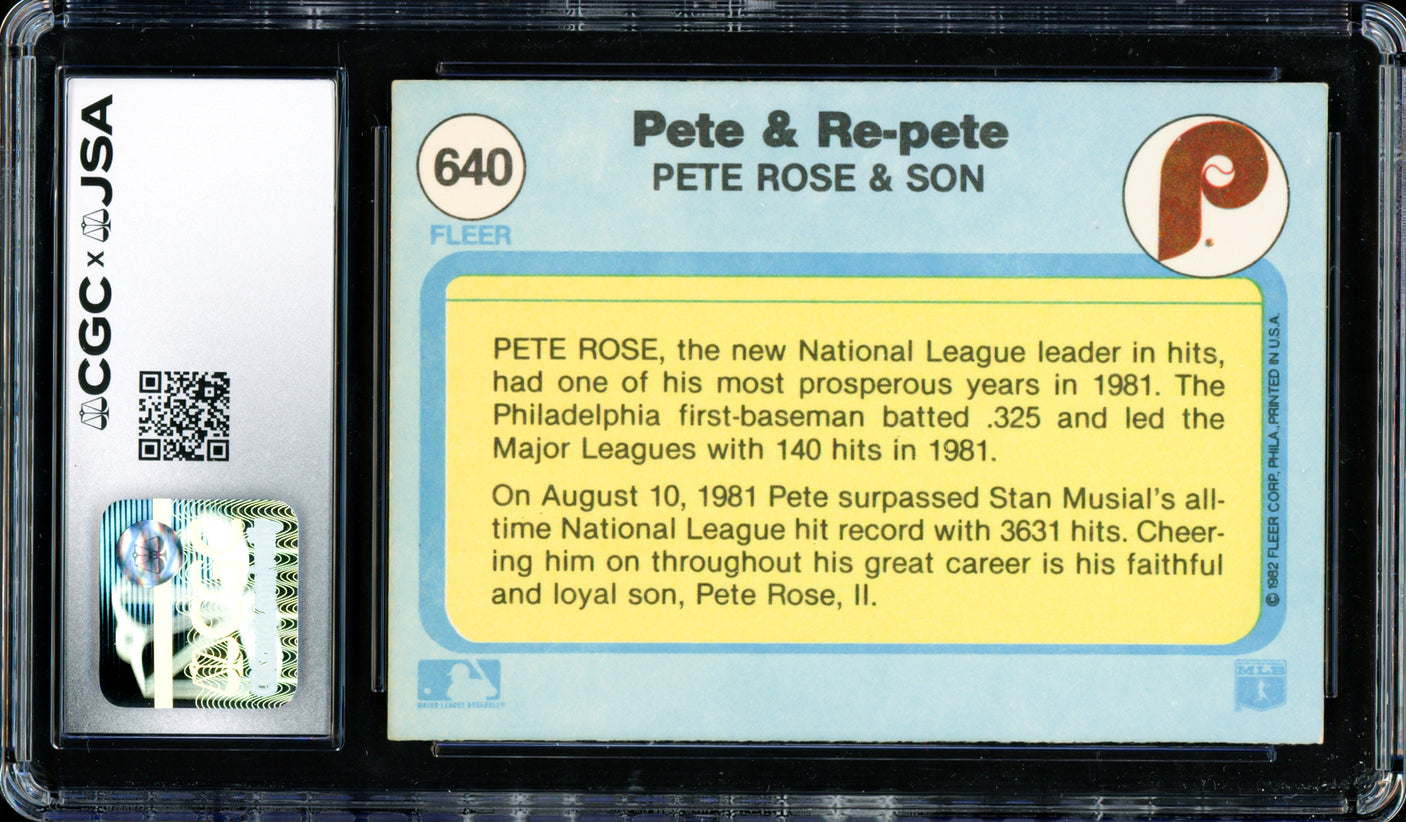 CGC x JSA
640
FLEER
Pete & Re-pete
PETE ROSE & SON
P
PETE ROSE, the new National League leader in hits,
had one of his most prosperous years in 1981. The
Philadelphia first-baseman batted .325 and led the
Major Leagues with 140 hits in 1981.
On August 10, 1981 Pete surpassed Stan Musial's all-
time National League hit record with 3631 hits. Cheer-
ing him on throughout his great career is his faithful
and loyal son, Pete Rose, II.
© 1982 FLEER CORP., PHILA., PRINTED IN U.S.A.
MAJOR LEAGUE BASEBALL®
MLB